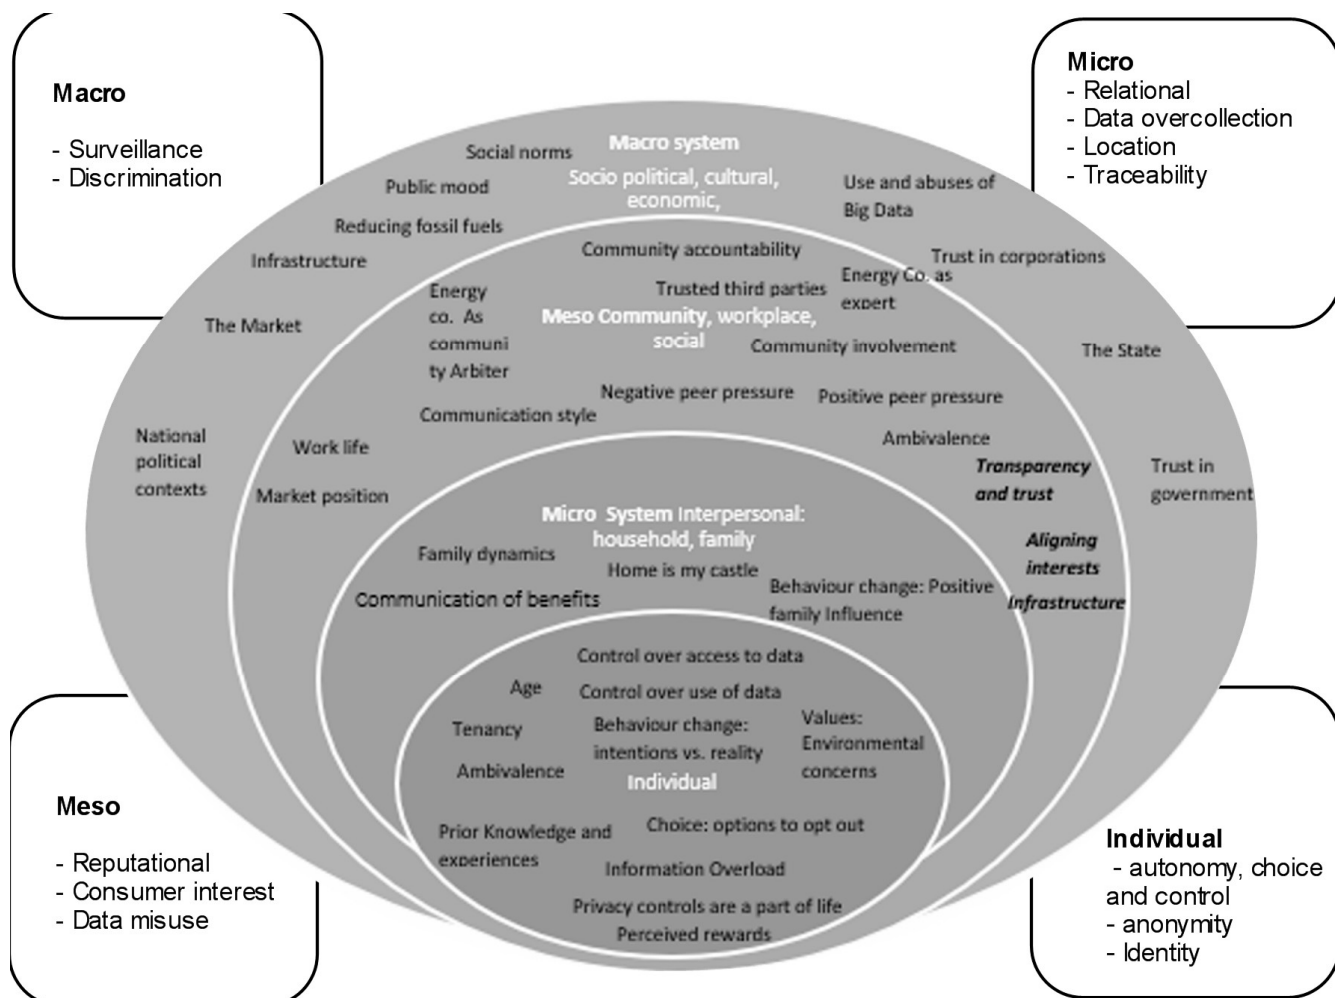 Macro
- Surveillance
- Discrimination
Micro
- Relational
- Data overcollection
- Location
- Traceability
Macro system
Socio political, cultural,
economic,
Social norms
Public mood
Reducing fossil fuels
Infrastructure
The Market
National
political
contexts
Use and abuses of
Big Data
Trust in corporations
The State
Trust in
government
Community accountability
Trusted third parties
Energy Co. as
expert
Energy
co. As
communi
ty Arbiter
Meso Community, workplace,
social
Community involvement
Negative peer pressure
Positive peer pressure
Communication style
Ambivalence
Work life
Market position
Transparency
and trust
Aligning
interests
Infrastructure
Micro System Interpersonal:
household, family
Family dynamics
Home is my castle
Communication of benefits
Behaviour change: Positive
family Influence
Control over access to data
Age
Control over use of data
Tenancy
Behaviour change:
intentions vs. reality
Values:
Environmental
concerns
Ambivalence
Individual
Prior Knowledge and
experiences
Choice: options to opt out
Information Overload
Privacy controls are a part of life
Perceived rewards
Meso
- Reputational
- Consumer interest
- Data misuse
Individual
- autonomy, choice
and control
- anonymity
- Identity